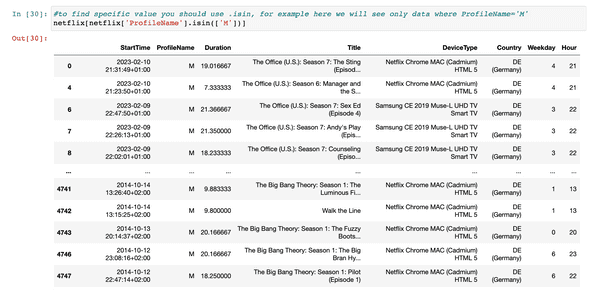 In [30]: #to find specific value you should use .isin, for example here we will see only data where ProfileName='M'
netflix[netflix['ProfileName'].isin(['M'])]
Out[30]:
StartTime ProfileName Duration Title DeviceType Country Weekday Hour
0 2023-02-10 21:31:49+01:00 M 19.016667 The Office (U.S.): Season 7: The Sting (Episod... Netflix Chrome MAC (Cadmium) HTML 5 DE (Germany) 4 21
4 2023-02-10 21:23:50+01:00 M 7.333333 The Office (U.S.): Season 6: Manager and the S... Netflix Chrome MAC (Cadmium) HTML 5 DE (Germany) 4 21
6 2023-02-09 22:47:50+01:00 M 21.366667 The Office (U.S.): Season 7: Sex Ed (Episode 4) Samsung CE 2019 Muse-L UHD TV Smart TV DE (Germany) 3 22
7 2023-02-09 22:26:13+01:00 M 21.350000 The Office (U.S.): Season 7: Andy's Play (Epis... Samsung CE 2019 Muse-L UHD TV Smart TV DE (Germany) 3 22
8 2023-02-09 22:02:01+01:00 M 18.233333 The Office (U.S.): Season 7: Counseling (Episo... Samsung CE 2019 Muse-L UHD TV Smart TV DE (Germany) 3 22
... ... ... ... ... ... ... ... ...
4741 2014-10-14 13:26:40+02:00 M 9.883333 The Big Bang Theory: Season 1: The Luminous Fi... Netflix Chrome MAC (Cadmium) HTML 5 DE (Germany) 1 13
4742 2014-10-14 13:15:25+02:00 M 9.800000 Walk the Line Netflix Chrome MAC (Cadmium) HTML 5 DE (Germany) 1 13
4743 2014-10-13 20:14:37+02:00 M 20.166667 The Big Bang Theory: Season 1: The Fuzzy Boots... Netflix Chrome MAC (Cadmium) HTML 5 DE (Germany) 0 20
4746 2014-10-12 23:08:16+02:00 M 20.166667 The Big Bang Theory: Season 1: The Big Bran Hy... Netflix Chrome MAC (Cadmium) HTML 5 DE (Germany) 6 23
4747 2014-10-12 22:47:14+02:00 M 18.250000 The Big Bang Theory: Season 1: Pilot (Episode 1) Netflix Chrome MAC (Cadmium) HTML 5 DE (Germany) 6 22